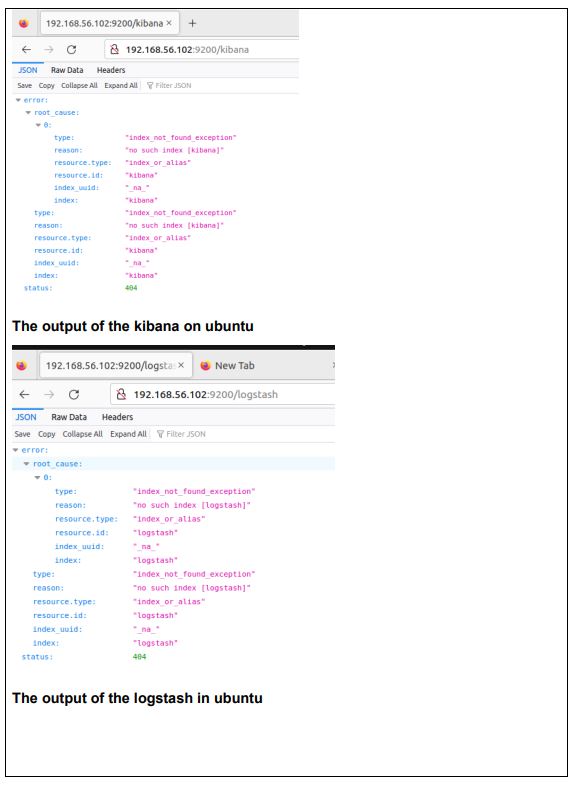 192.168.56.102:9200/kibana × +
192.168.56.102:9200/kibana
JSON Raw Data Headers
Save Copy Collapse All Expand All Filter JSON
error:
root_cause:
0:
type: "index_not_found_exception"
reason: "no such index [kibana]"
resource.type: "index_or_alias"
resource.id: "kibana"
index_uuid: "_na_"
index: "kibana"
type: "index_not_found_exception"
reason: "no such index [kibana]"
resource.type: "index_or_alias"
resource.id: "kibana"
index_uuid: "_na_"
index: "kibana"
status: 404
The output of the kibana on ubuntu
192.168.56.102:9200/logsta × New Tab
192.168.56.102:9200/logstash
JSON Raw Data Headers
Save Copy Collapse All Expand All Filter JSON
error:
root_cause:
0:
type: "index_not_found_exception"
reason: "no such index [logstash]"
resource.type: "index_or_alias"
resource.id: "logstash"
index_uuid: "_na_"
index: "logstash"
type: "index_not_found_exception"
reason: "no such index [logstash]"
resource.type: "index_or_alias"
resource.id: "logstash"
index_uuid: "_na_"
index: "logstash"
status: 404
The output of the logstash in ubuntu